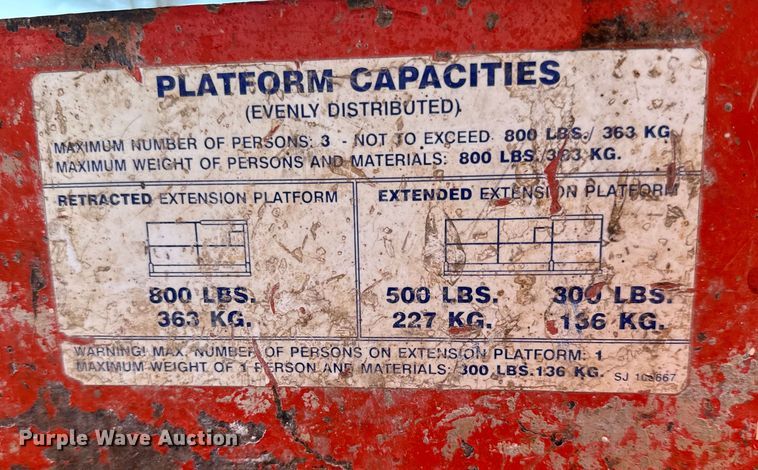 PLATFORM CAPACITIES
(EVENLY DISTRIBUTED)
MAXIMUM NUMBER OF PERSONS: 3 - NOT TO EXCEED 800 LBS./ 363 KG
MAXIMUM WEIGHT OF PERSONS AND MATERIALS: 800 LBS./363 KG.
RETRACTED EXTENSION PLATFORM
800 LBS.
363 KG.
EXTENDED EXTENSION PLATFORM
500 LBS. 300 LBS.
227 KG. 136 KG.
WARNING! MAX. NUMBER OF PERSONS ON EXTENSION PLATFORM: 1
MAXIMUM WEIGHT OF 1 PERSON AND MATERIALS: 300 LBS.136 KG.
SJ
Purple Wave Auction